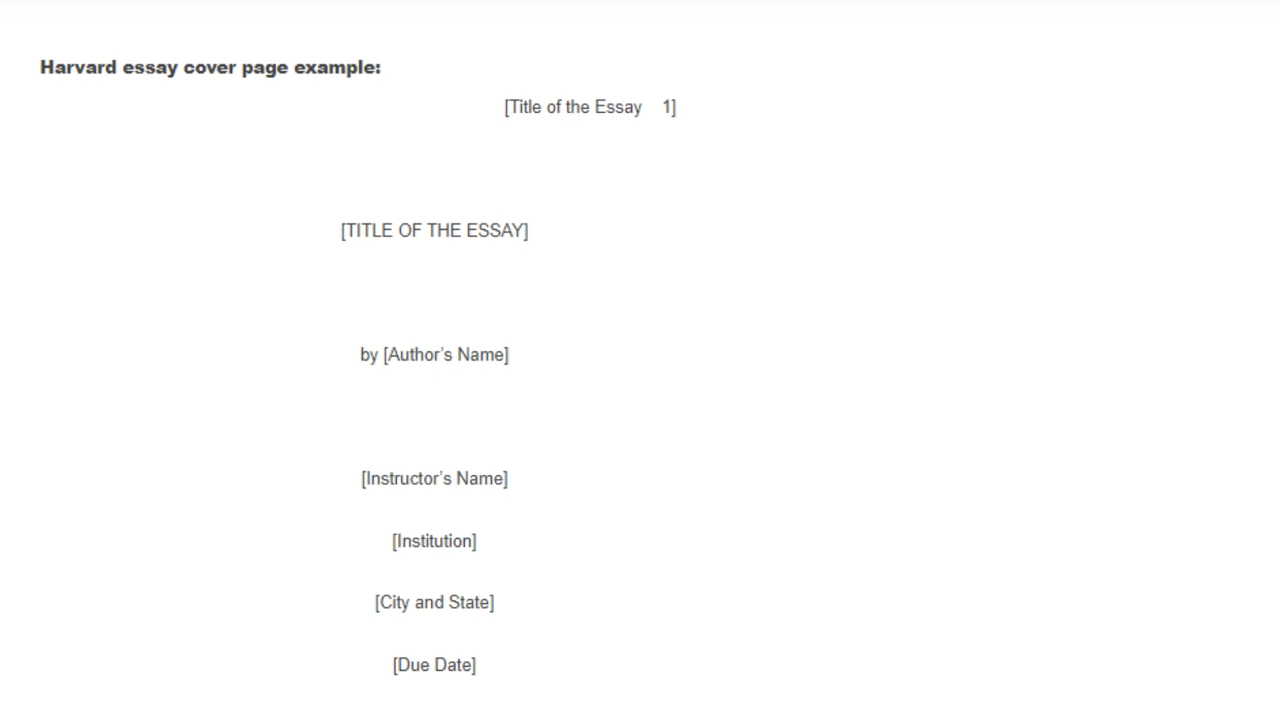 Harvard essay cover page example:
[Title of the Essay 1]
[TITLE OF THE ESSAY]
by [Author’s Name]
[Instructor’s Name]
[Institution]
[City and State]
[Due Date]